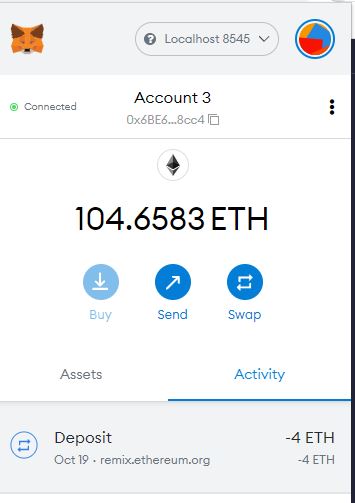 Localhost 8545
Connected
Account 3
0x6BE6...8cc4
104.6583 ETH
Buy
Send
Swap
Assets
Activity
Deposit
-4 ETH
Oct 19 · remix.ethereum.org
-4 ETH